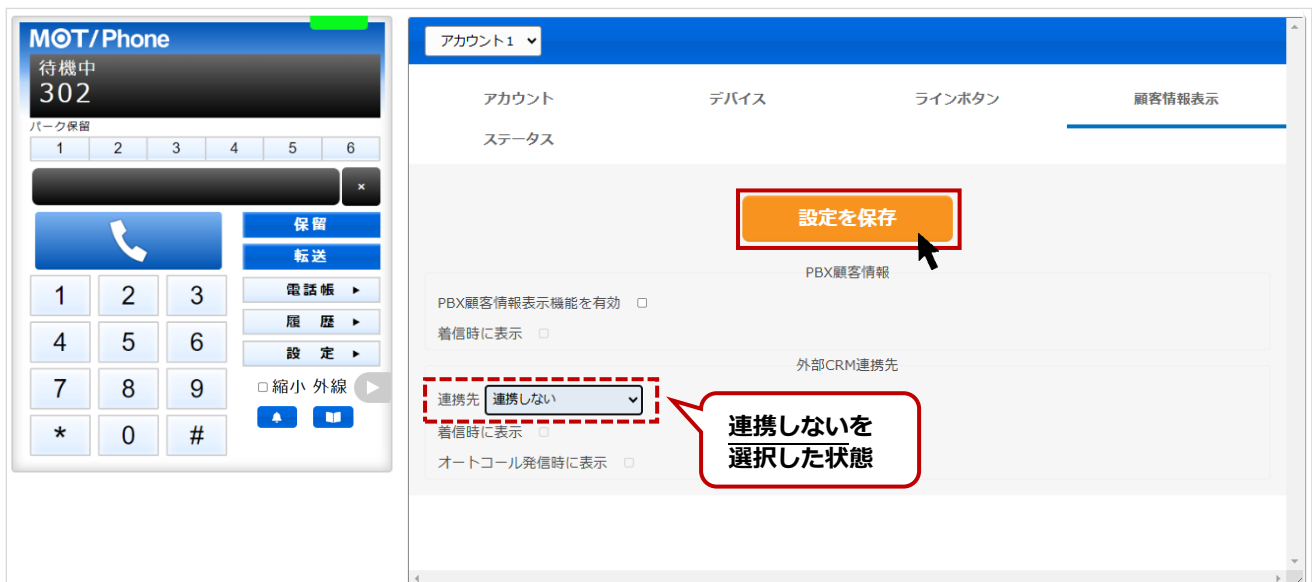 MOT/Phone
待機中
302
パーク保留
1 2 3 4 5 6
×
保留
転送
電話帳 ▶
履 歴 ▶
設 定 ▶
1 2 3
4 5 6
7 8 9
* 0 #
縮小 外線
アカウント1
アカウント デバイス ラインボタン 顧客情報表示
ステータス
設定を保存
PBX顧客情報
PBX顧客情報表示機能を有効
着信時に表示
外部CRM連携先
連携先 連携しない
着信時に表示
オートコール発信時に表示
連携しないを
選択した状態